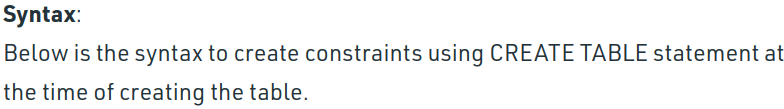 Syntax:
Below is the syntax to create constraints using CREATE TABLE statement at
the time of creating the table.